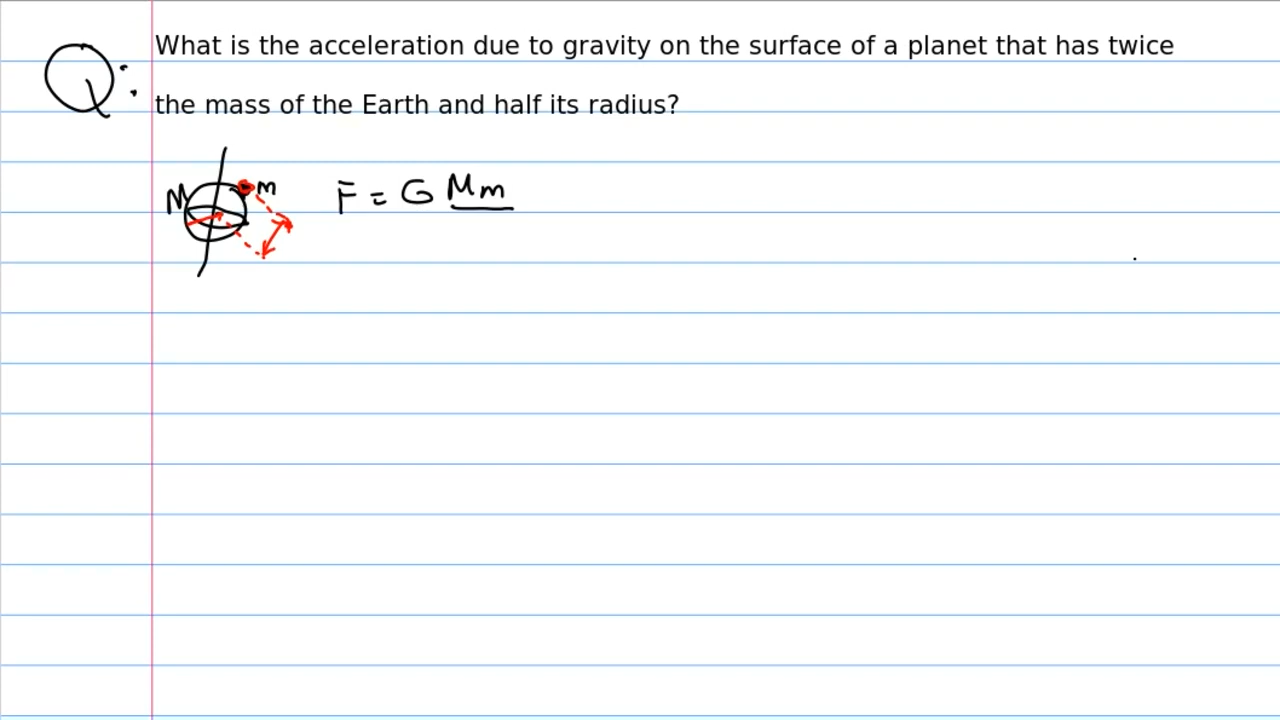 Q:
What is the acceleration due to gravity on the surface of a planet that has twice
the mass of the Earth and half its radius?
M m F = G Mm